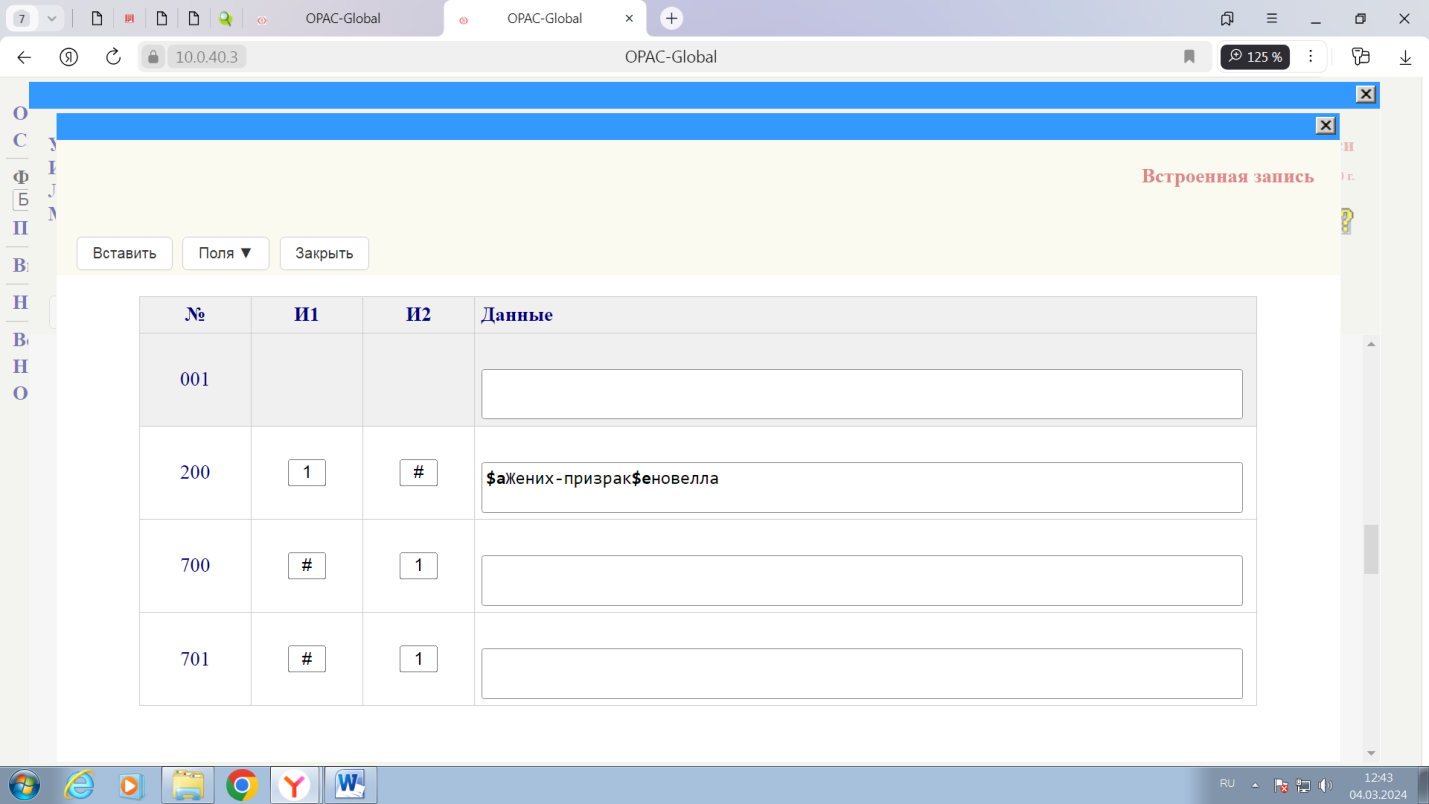 7 OPAC-Global OPAC-Global
10.0.40.3 OPAC-Global 125 %
Встроенная запись
Вставить Поля ▼ Закрыть
№ И1 И2 Данные
001
200 1 # $aЖених-призрак$eновелла
700 # 1
701 # 1
RU 12:43
04.03.2024